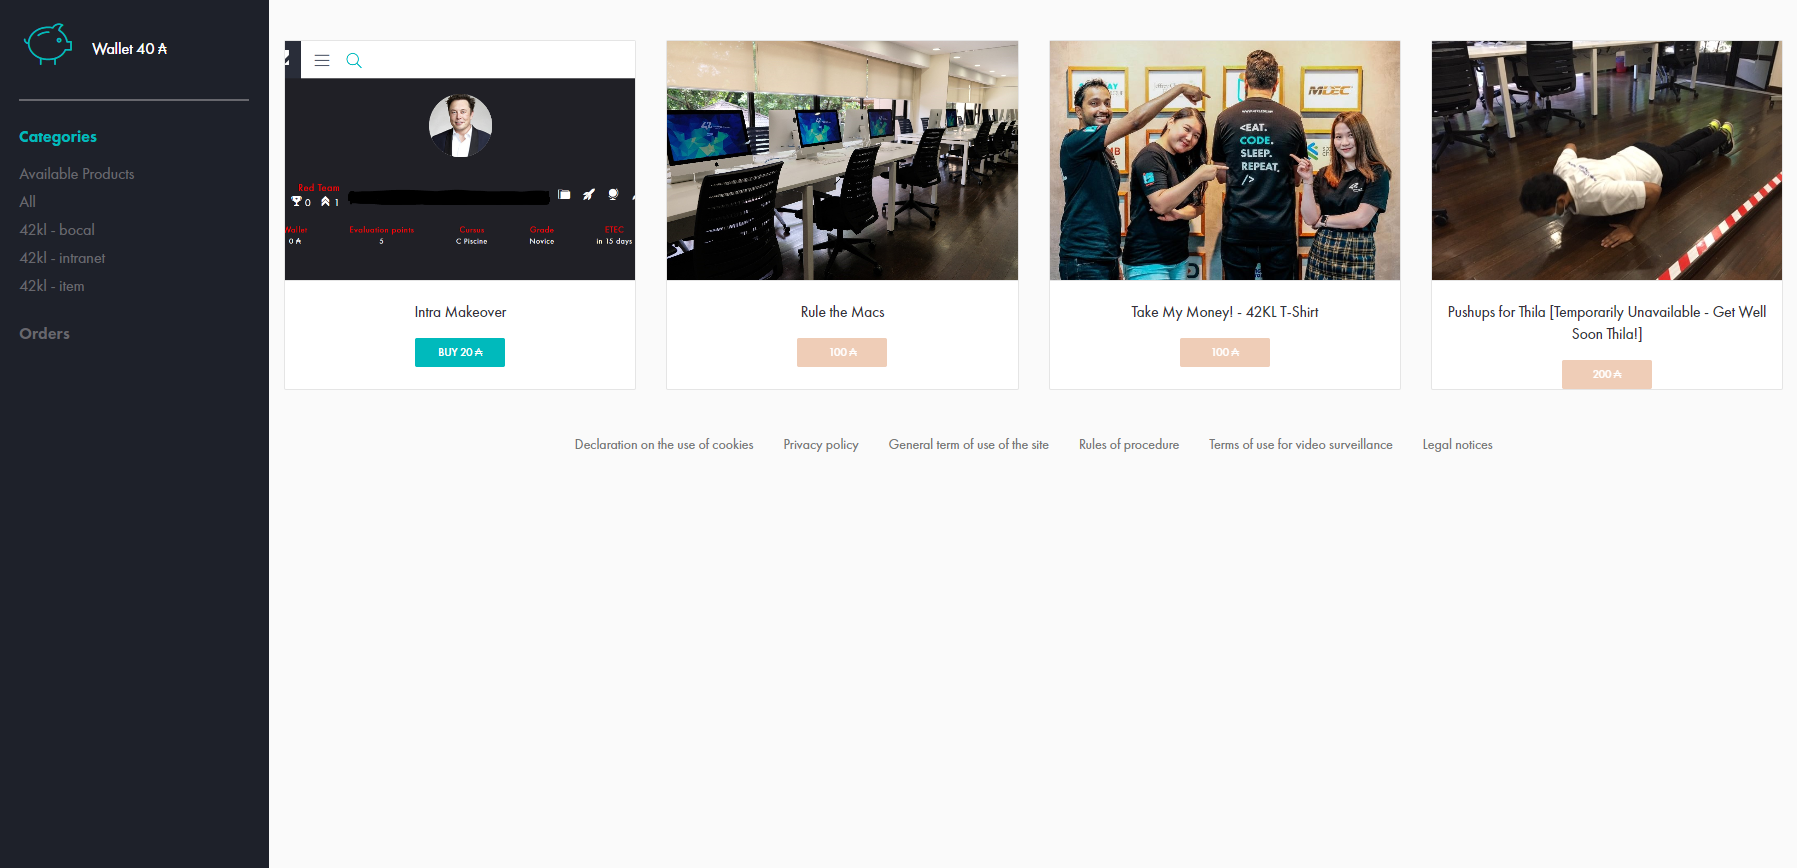 Wallet 40 ₳
Categories
Available Products
All
42kl - bocal
42kl - intranet
42kl - item
Orders
Red Team
0 1
Wallet Evaluation points Cursus Grade ETEC
0 ₳ 5 C Piscine Novice in 15 days
Intra Makeover
BUY 20 ₳
Rule the Macs
100 ₳
MDEC
<EAT.
CODE.
SLEEP.
REPEAT.
/>
Take My Money! - 42KL T-Shirt
100 ₳
Pushups for Thila [Temporarily Unavailable - Get Well
Soon Thila!]
200 ₳
Declaration on the use of cookies Privacy policy General term of use of the site Rules of procedure Terms of use for video surveillance Legal notices